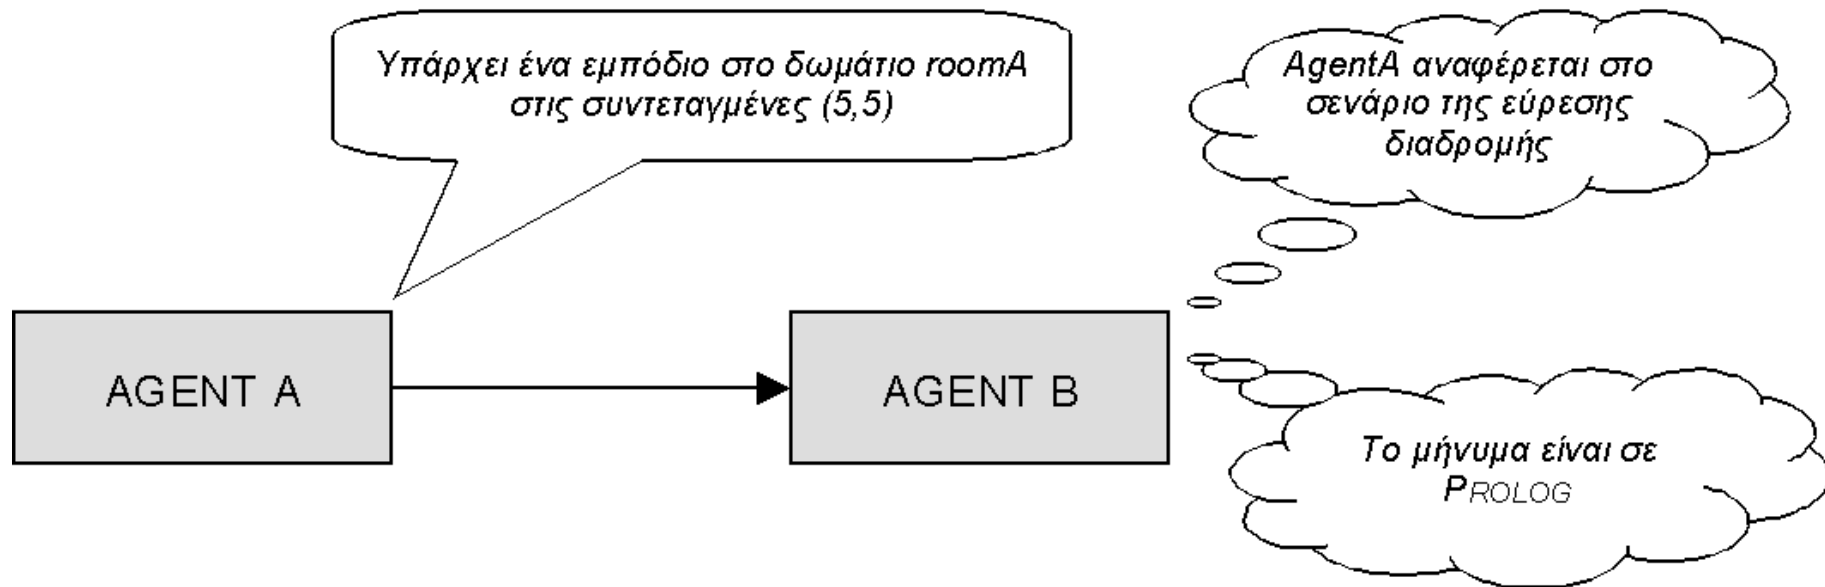 Υπάρχει ένα εμπόδιο στο δωμάτιο roomA
στις συντεταγμένες (5,5)
AgentA αναφέρεται στο
σενάριο της εύρεσης
διαδρομής
AGENT A
AGENT B
Το μήνυμα είναι σε
PROLOG